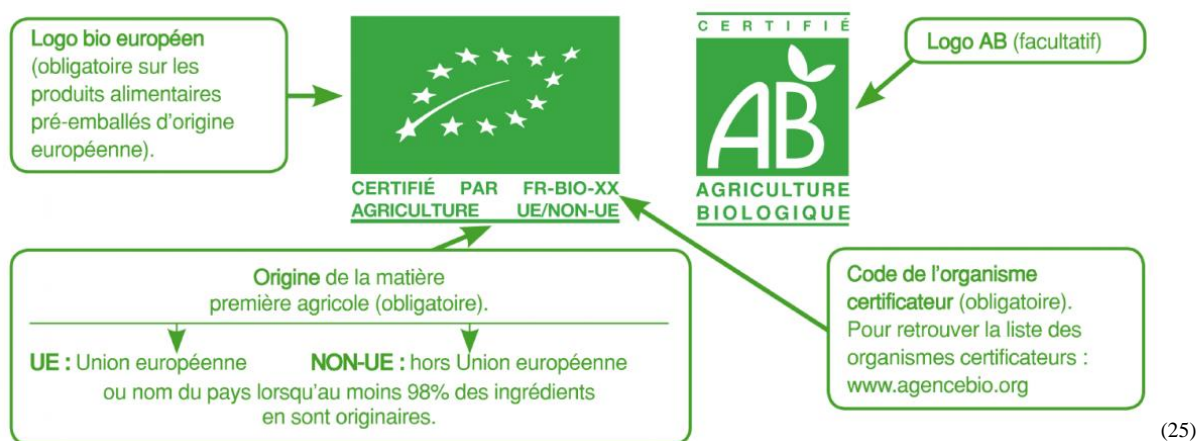 Logo bio européen
(obligatoire sur les
produits alimentaires
pré-emballés d'origine
européenne).
CERTIFIÉ PAR FR-BIO-XX
AGRICULTURE UE/NON-UE
CERTIFIÉ
AB
AGRICULTURE
BIOLOGIQUE
Logo AB (facultatif)
Origine de la matière
première agricole (obligatoire).
UE : Union européenne
NON-UE : hors Union européenne
ou nom du pays lorsqu'au moins 98% des ingrédients
en sont originaires.
Code de l'organisme
certificateur (obligatoire).
Pour retrouver la liste des
organismes certificateurs :
www.agencebio.org
(25)